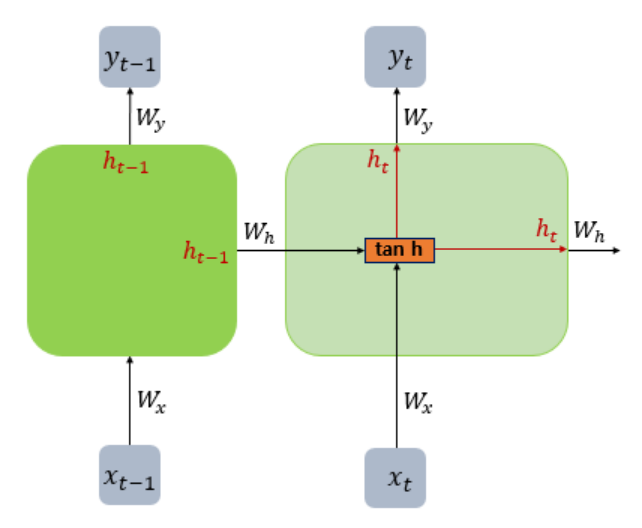 y_{t-1}
y_t
W_y
W_y
h_{t-1}
h_t
h_{t-1}
W_h
tan h
h_t
W_h
W_x
W_x
x_{t-1}
x_t